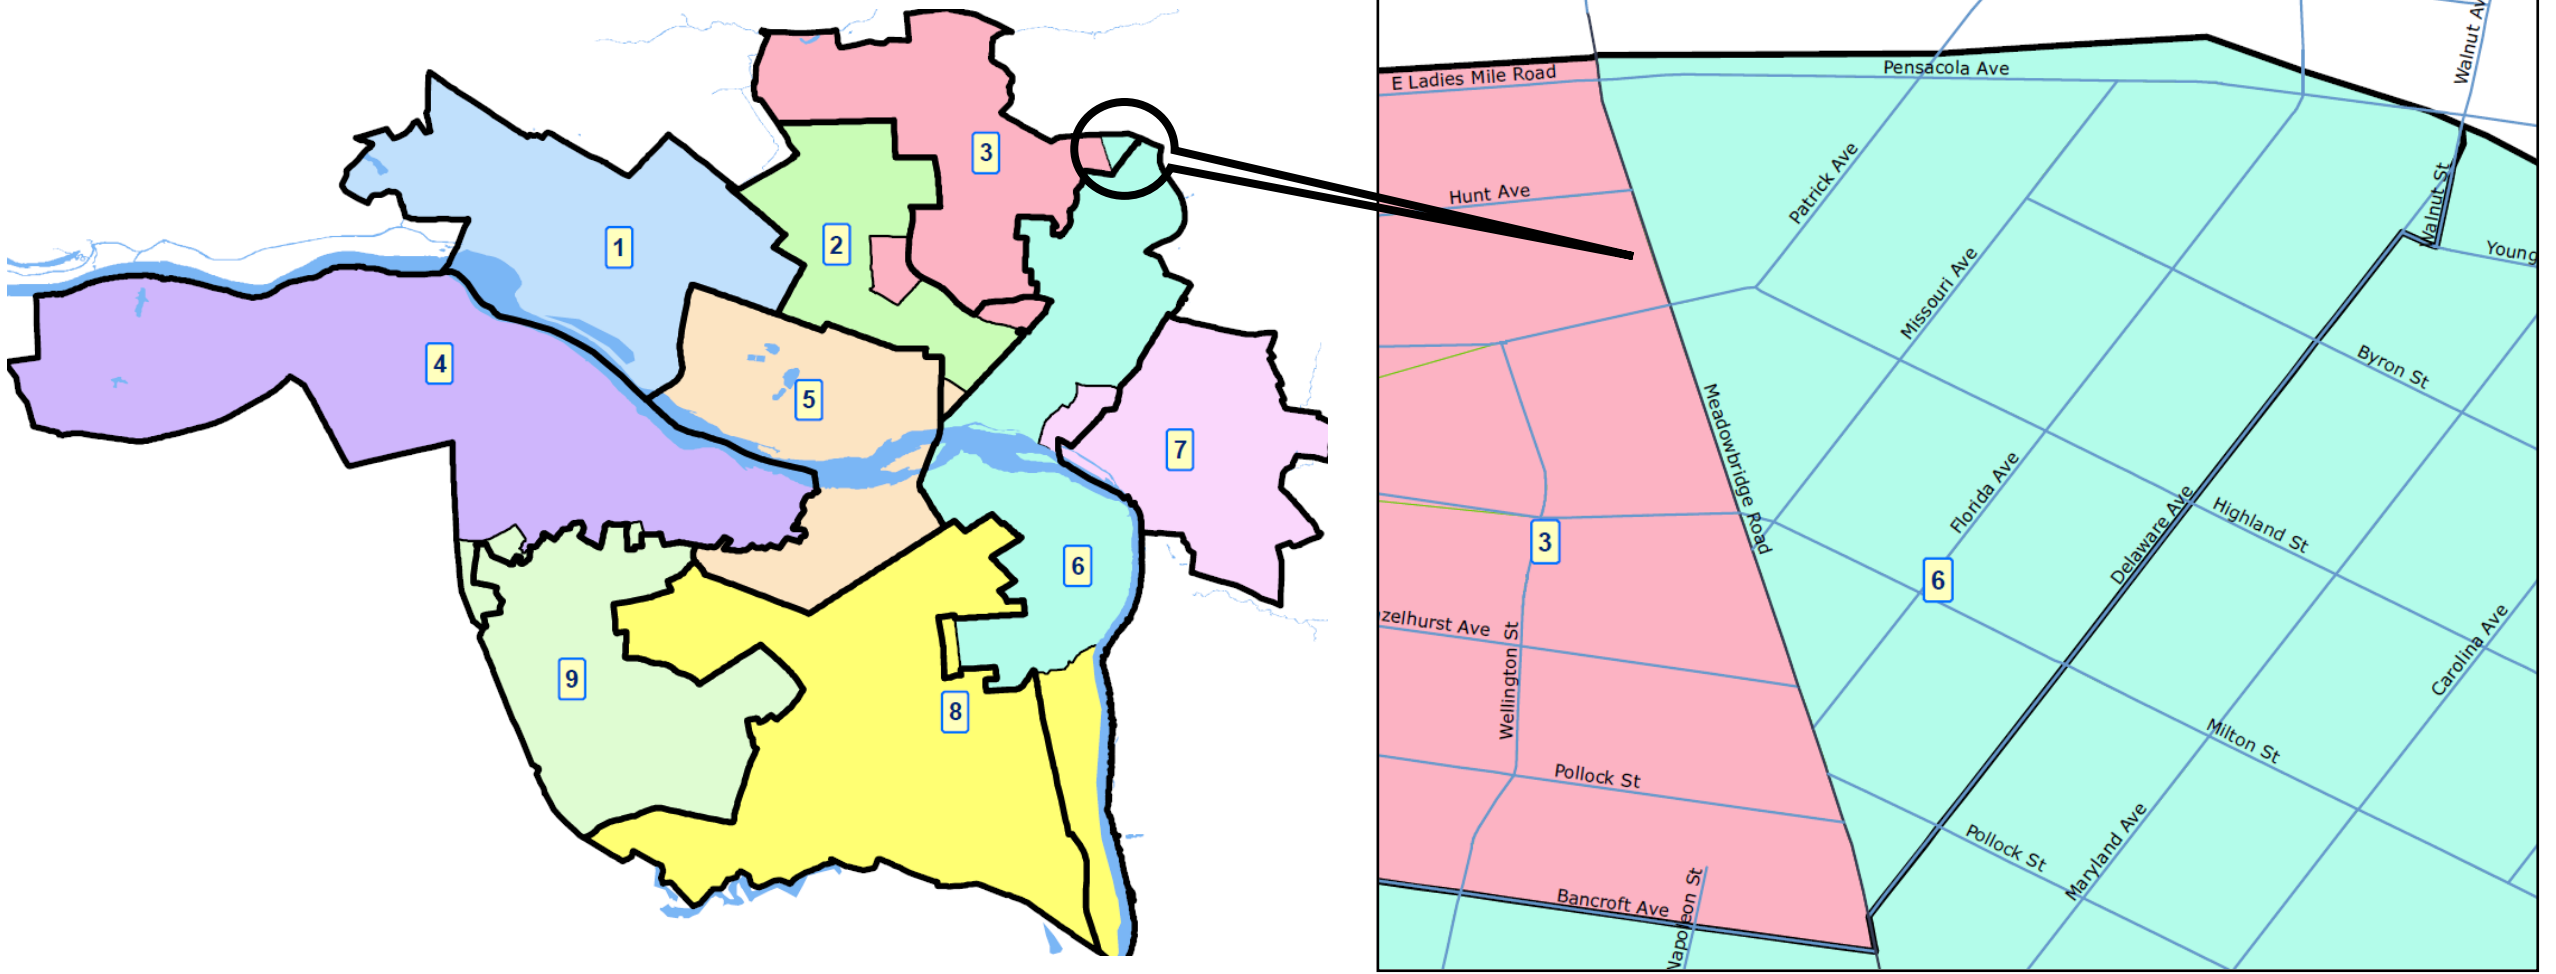 1
2
3
4
5
6
7
8
9
E Ladies Mile Road
Pensacola Ave
Walnut Av
Hunt Ave
Patrick Ave
Walnut St
Young
Missouri Ave
Byron St
Meadowbridge Road
Florida Ave
Delaware Ave
Highland St
3
6
zelhurst Ave
Wellington St
Carolina Ave
Milton St
Pollock St
Pollock St
Maryland Ave
Bancroft Ave
Napoleon St